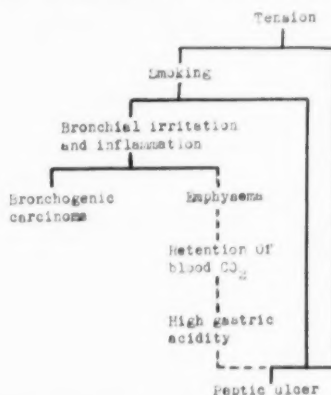 Tension
Smoking
Bronchial irritation
and inflammation
Bronchogenic
carcinoma
Emphysema
Retention of
blood CO2
High gastric
acidity
Peptic ulcer